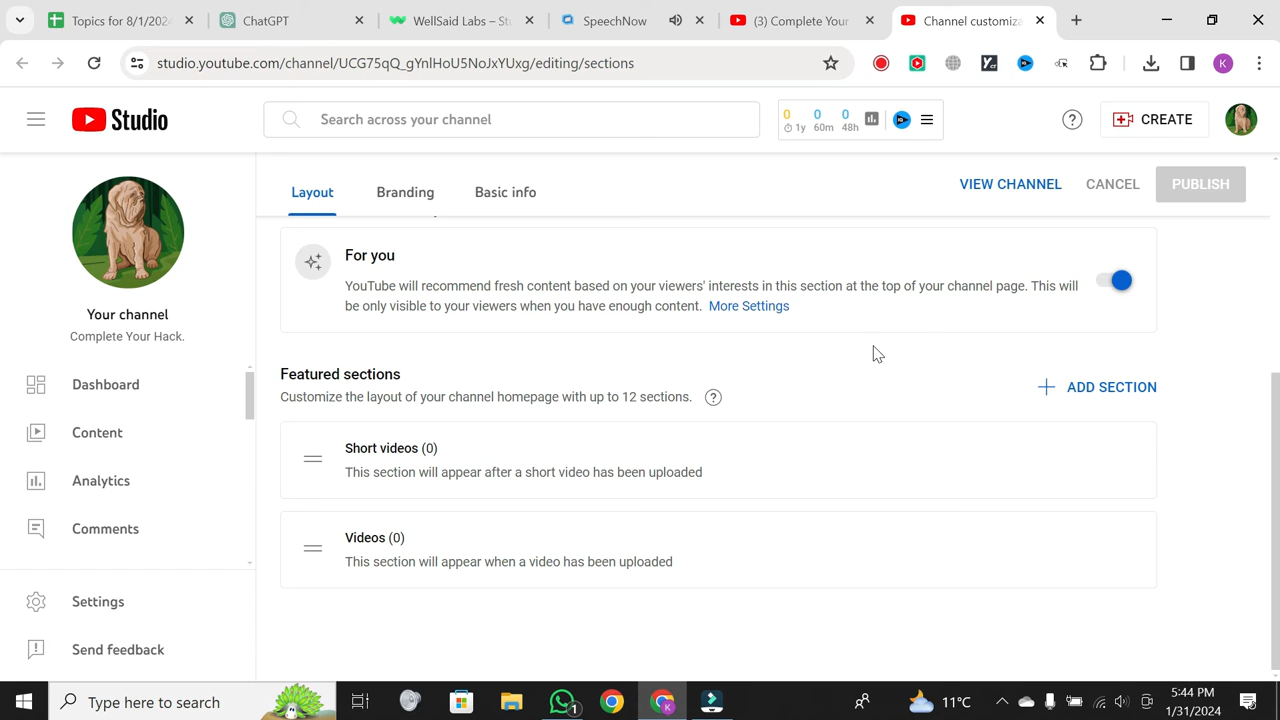 Topics for 8/1/202
ChatGPT
WellSaid Labs – Stu
SpeechNow
(3) Complete Your
Channel customiza
studio.youtube.com/channel/UCG75qQ_gYnlHoU5NoJxYUxg/editing/sections
K
Studio
Search across your channel
0 0 0
1y 60m 48h
CREATE
Layout
Branding
Basic info
VIEW CHANNEL
CANCEL
PUBLISH
For you
YouTube will recommend fresh content based on your viewers' interests in this section at the top of your channel page. This will
be only visible to your viewers when you have enough content. More Settings
Your channel
Complete Your Hack.
Dashboard
Content
Analytics
Comments
Settings
Send feedback
Featured sections
Customize the layout of your channel homepage with up to 12 sections.
ADD SECTION
Short videos (0)
This section will appear after a short video has been uploaded
Videos (0)
This section will appear when a video has been uploaded
Type here to search
1
K
11°C
5:44 PM
1/31/2024